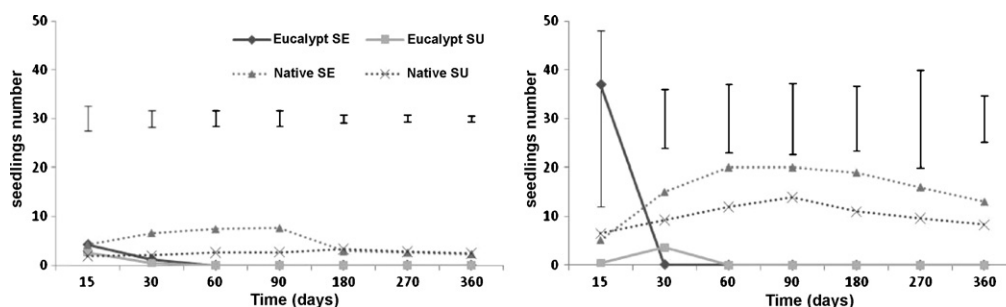 50
40
30
20
10
0
seedlings number
Eucalypt SE
Eucalypt SU
Native SE
Native SU
15 30 60 90 180 270 360
Time (days)
50
40
30
20
10
0
seedlings number
15 30 60 90 180 270 360
Time (days)